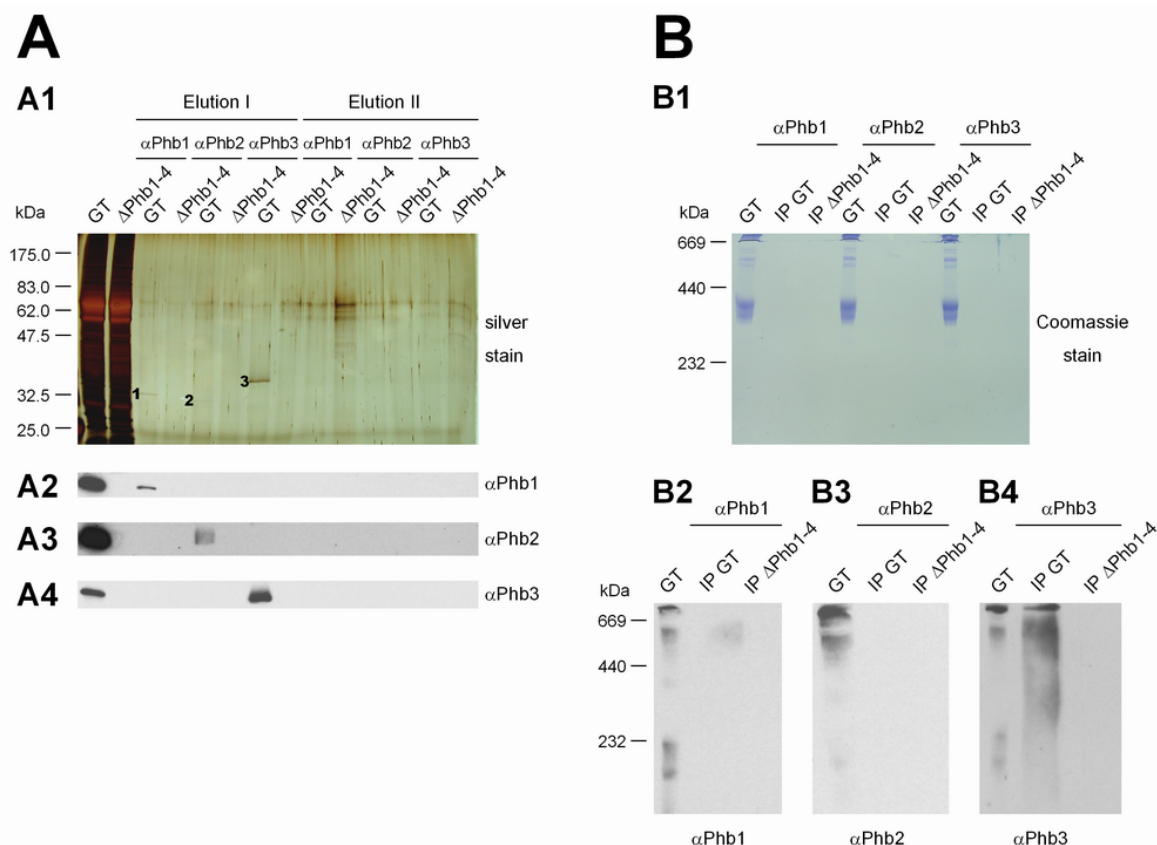 A
A1
Elution I Elution II
αPhb1 αPhb2 αPhb3 αPhb1 αPhb2 αPhb3
kDa GT ΔPhb1-4 GT ΔPhb1-4 GT ΔPhb1-4 GT ΔPhb1-4 GT ΔPhb1-4 GT ΔPhb1-4 GT ΔPhb1-4
175.0
83.0
62.0
47.5
32.5
25.0
1
2
3
silver
stain
A2 αPhb1
A3 αPhb2
A4 αPhb3
B
B1
αPhb1 αPhb2 αPhb3
kDa GT IP GT IP ΔPhb1-4 GT IP GT IP ΔPhb1-4 GT IP GT IP ΔPhb1-4
669
440
232
Coomassie
stain
B2 B3 B4
αPhb1 αPhb2 αPhb3
kDa GT IP GT IP ΔPhb1-4 GT IP GT IP ΔPhb1-4 GT IP GT IP ΔPhb1-4
669
440
232
αPhb1 αPhb2 αPhb3